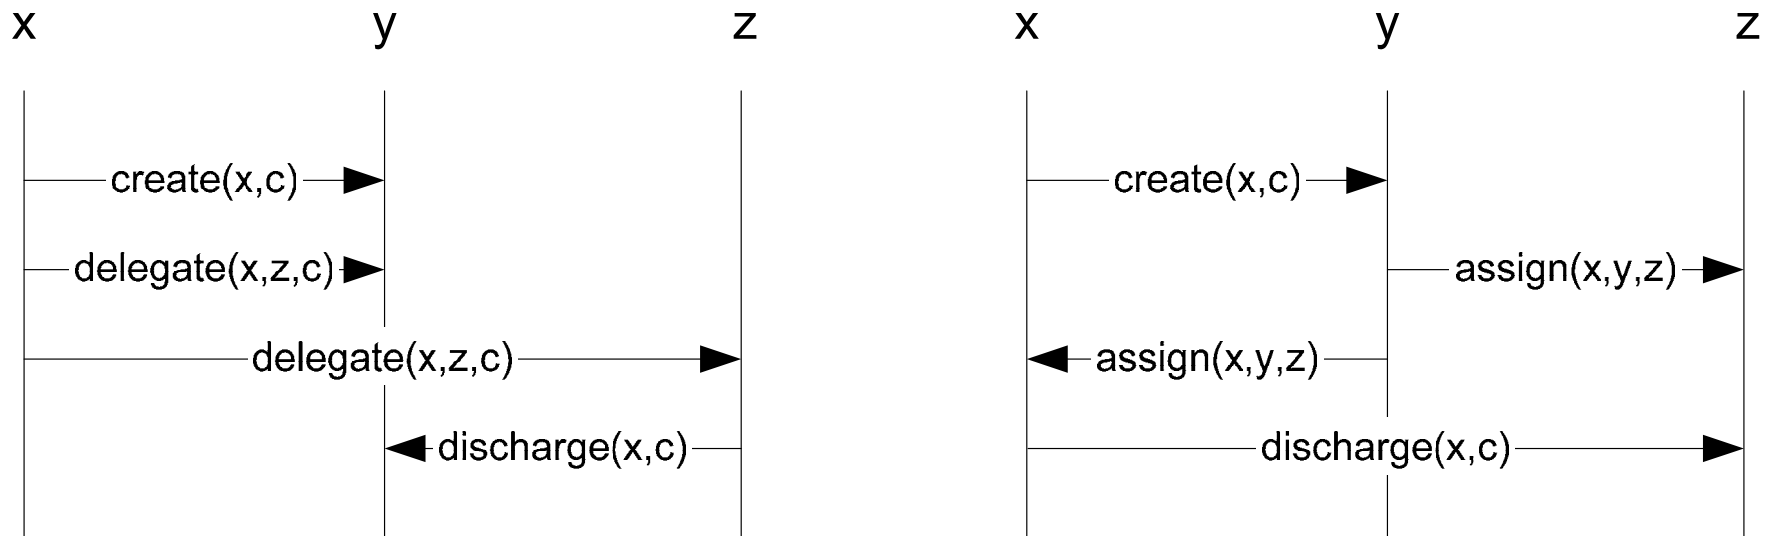 x y z
create(x,c)
delegate(x,z,c)
delegate(x,z,c)
discharge(x,c)
x y z
create(x,c)
assign(x,y,z)
assign(x,y,z)
discharge(x,c)